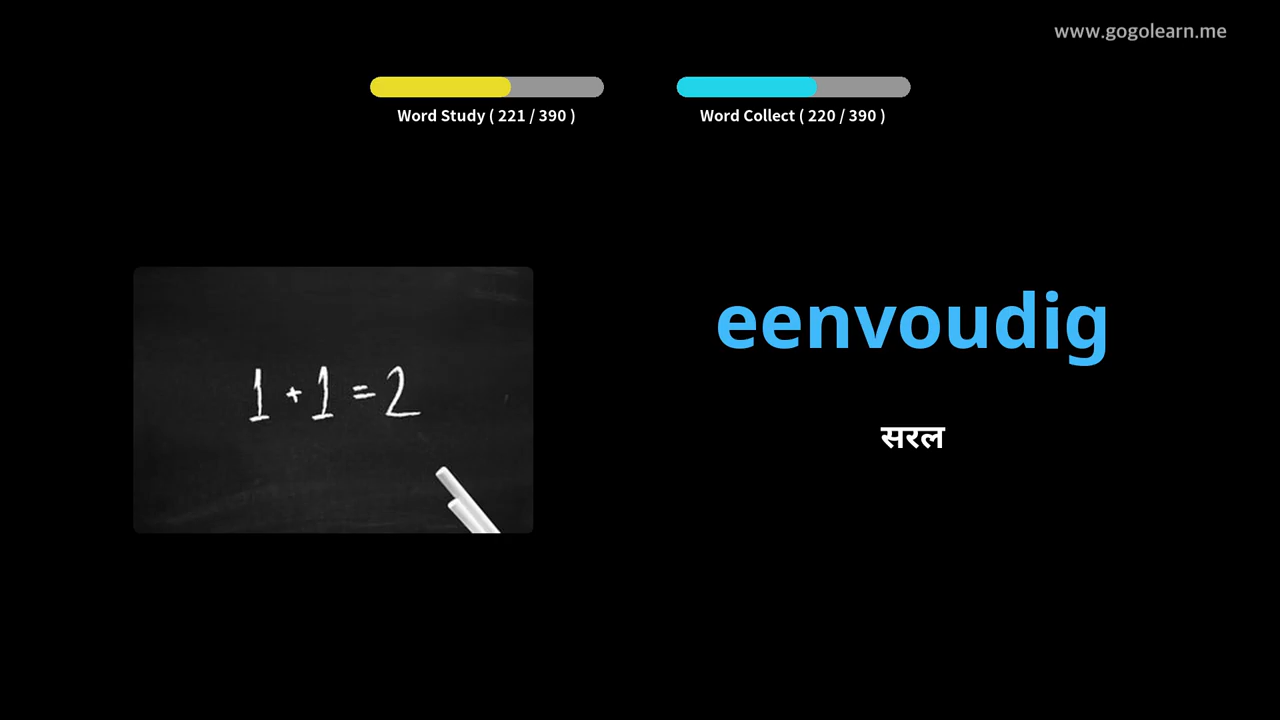 www.gogolearn.me
Word Study ( 221 / 390 )
Word Collect ( 220 / 390 )
1 + 1 = 2
eenvoudig
सरल